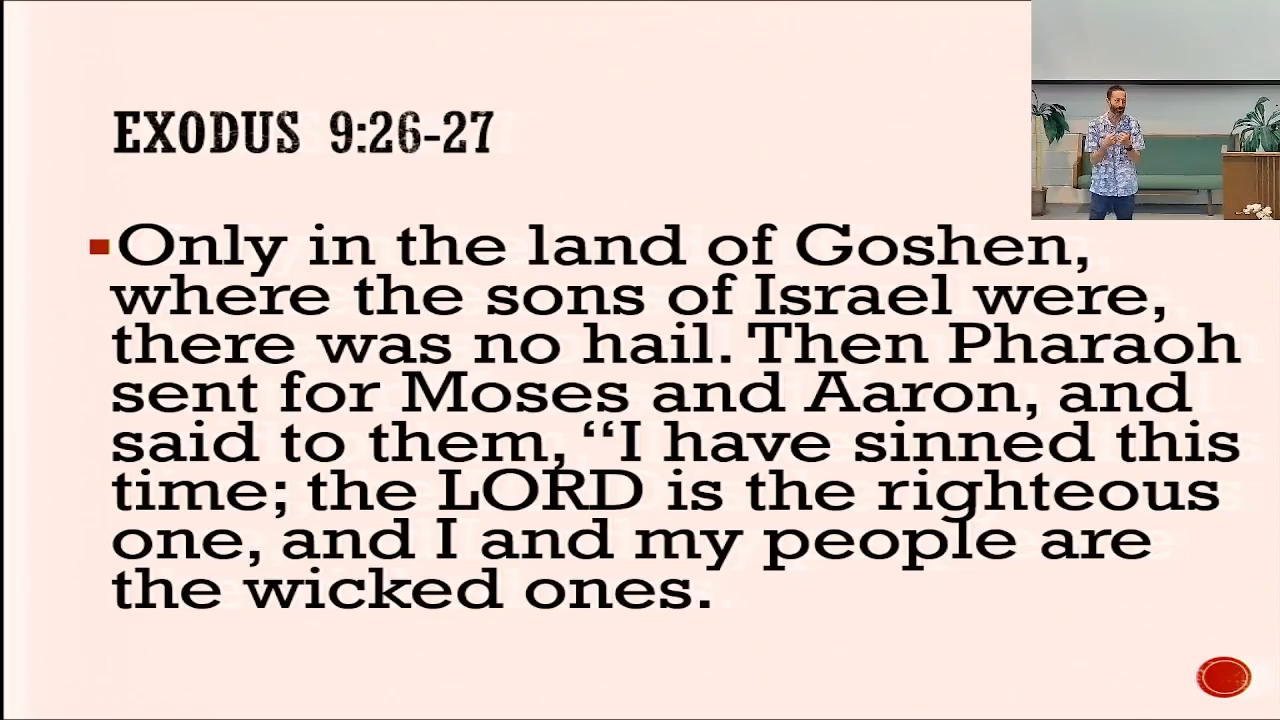 EXODUS 9:26-27
Only in the land of Goshen,
where the sons of Israel were,
there was no hail. Then Pharaoh
sent for Moses and Aaron, and
said to them, “I have sinned this
time; the LORD is the righteous
one, and I and my people are
the wicked ones.